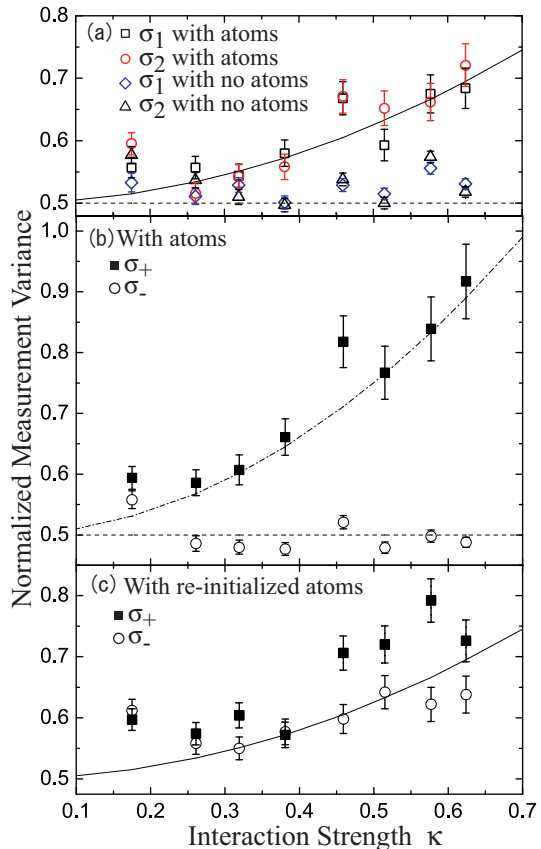 Normalized Measurement Variance
(a)
σ1 with atoms
σ2 with atoms
σ1 with no atoms
σ2 with no atoms
0.8
0.7
0.6
0.5
(b) With atoms
σ+
σ-
1.0
0.9
0.8
0.7
0.6
0.5
(c) With re-initialized atoms
σ+
σ-
0.8
0.7
0.6
0.5
0.1 0.2 0.3 0.4 0.5 0.6 0.7
Interaction Strength κ